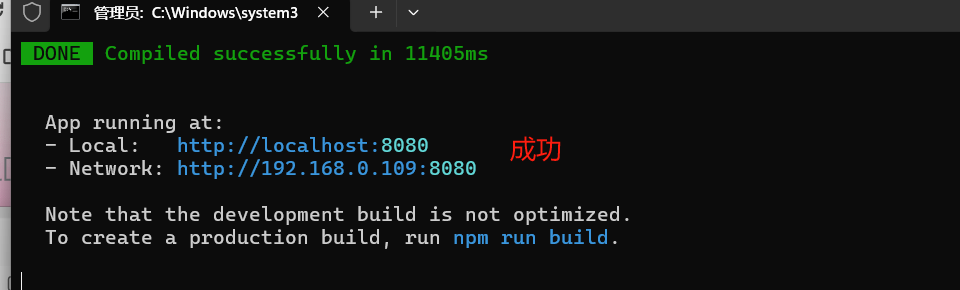 管理员: C:\Windows\system3
DONE Compiled successfully in 11405ms
App running at:
- Local: http://localhost:8080
成功
- Network: http://192.168.0.109:8080
Note that the development build is not optimized.
To create a production build, run npm run build.